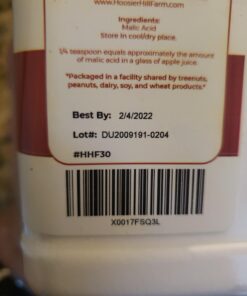 www.HoosierHillFarm.com
Ingredients:
Malic Acid
Store in cool/dry place.
1/4 teaspoon equals approximately the amount
of malic acid in a glass of apple juice.
*Packaged in a facility shared by treenuts,
peanuts, dairy, soy, and wheat products.*
Best By: 2/4/2022
Lot#: DU2009191-0204
#HHF30
X0017FSQ3L